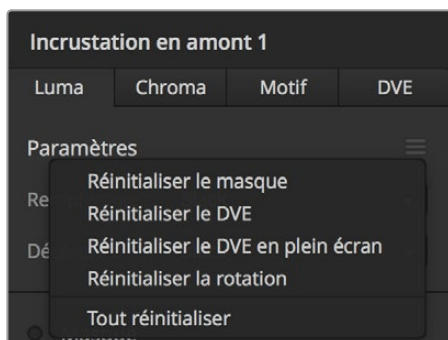 Incrustation en amont 1
Luma Chroma Motif DVE
Paramètres
Réinitialiser le masque
Réinitialiser le DVE
Réinitialiser le DVE en plein écran
Réinitialiser la rotation
Tout réinitialiser